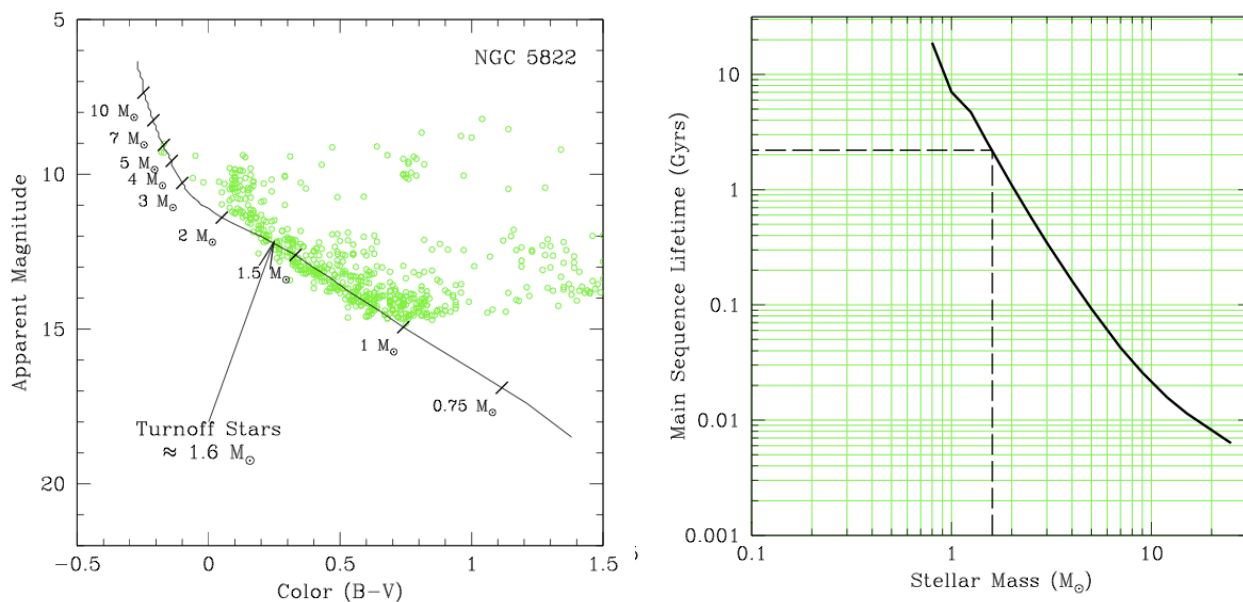 NGC 5822
5
10
15
20
Apparent Magnitude
10 M⊙
7 M⊙
5 M⊙
4 M⊙
3 M⊙
2 M⊙
1.5 M⊙
1 M⊙
0.75 M⊙
Turnoff Stars
≈ 1.6 M⊙
-0.5 0 0.5 1 1.5
Color (B-V)
10
1
0.1
0.01
0.001
Main Sequence Lifetime (Gyrs)
0.1 1 10
Stellar Mass (M⊙)